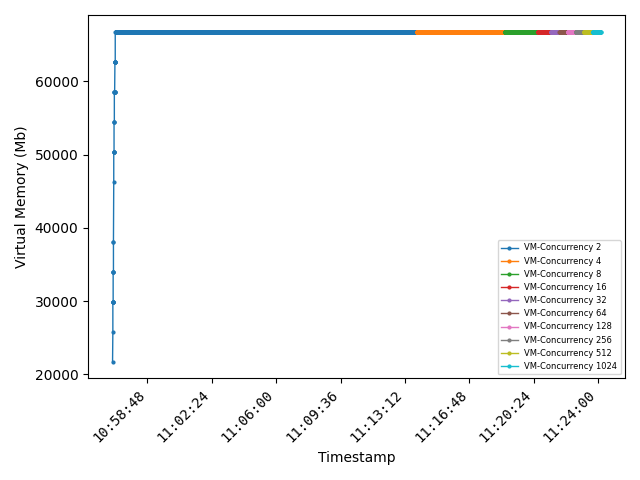 Virtual Memory (Mb)
60000
50000
40000
30000
20000
VM-Concurrency 2
VM-Concurrency 4
VM-Concurrency 8
VM-Concurrency 16
VM-Concurrency 32
VM-Concurrency 64
VM-Concurrency 128
VM-Concurrency 256
VM-Concurrency 512
VM-Concurrency 1024
10:58:48
11:02:24
11:06:00
11:09:36
11:13:12
11:16:48
11:20:24
11:24:00
Timestamp